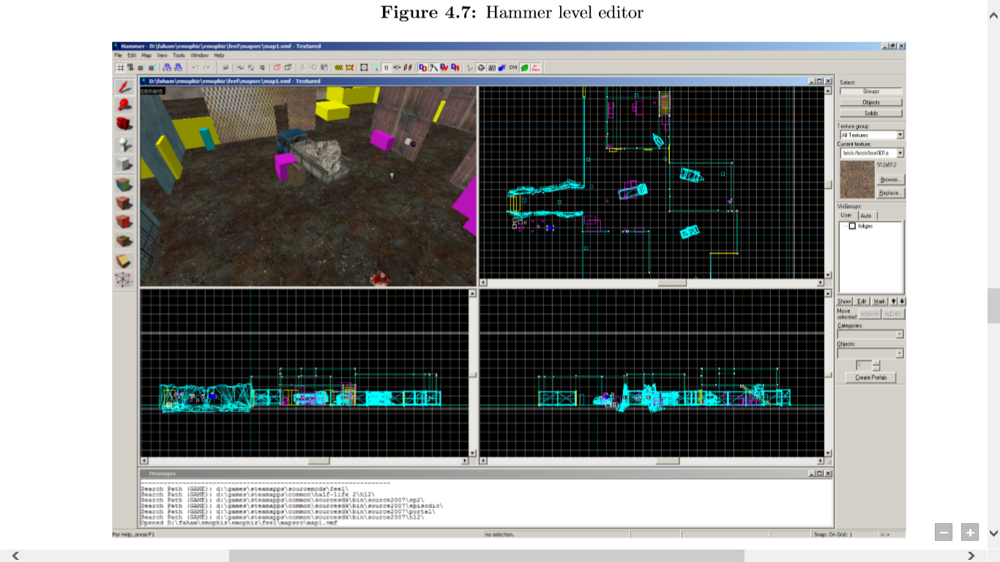 Figure 4.7: Hammer level editor
Hammer - D:\faham\emophiz\emophiz\feel\mapsrc\map1.vmf - Textured
File Edit Map View Tools Window Help
D:\faham\emophiz\emophiz\feel\mapsrc\map1.vmf - Textured
camera
Select:
Groups
Objects
Solids
Texture group:
All Textures
Current texture:
brick/brickfloor001a
512x512
Browse...
Replace...
VisGroups:
User Auto
foliges
Show Edit Mark
Move selected:
toWorld toEntity
Categories:
Objects:
0
Create Prefab
Messages
Search Path (GAME): d:\games\steamapps\sourcemods\feel\
Search Path (GAME): d:\games\steamapps\common\half-life 2\hl2\
Search Path (GAME): d:\games\steamapps\common\sourcesdk\bin\source2007\ep2\
Search Path (GAME): d:\games\steamapps\common\sourcesdk\bin\source2007\episodic\
Search Path (GAME): d:\games\steamapps\common\sourcesdk\bin\source2007\portal\
Search Path (GAME): d:\games\steamapps\common\sourcesdk\bin\source2007\hl2\
Opened D:\faham\emophiz\emophiz\feel\mapsrc\map1.vmf
For Help, press F1
no selection.
Snap: On Grid: 1
<->